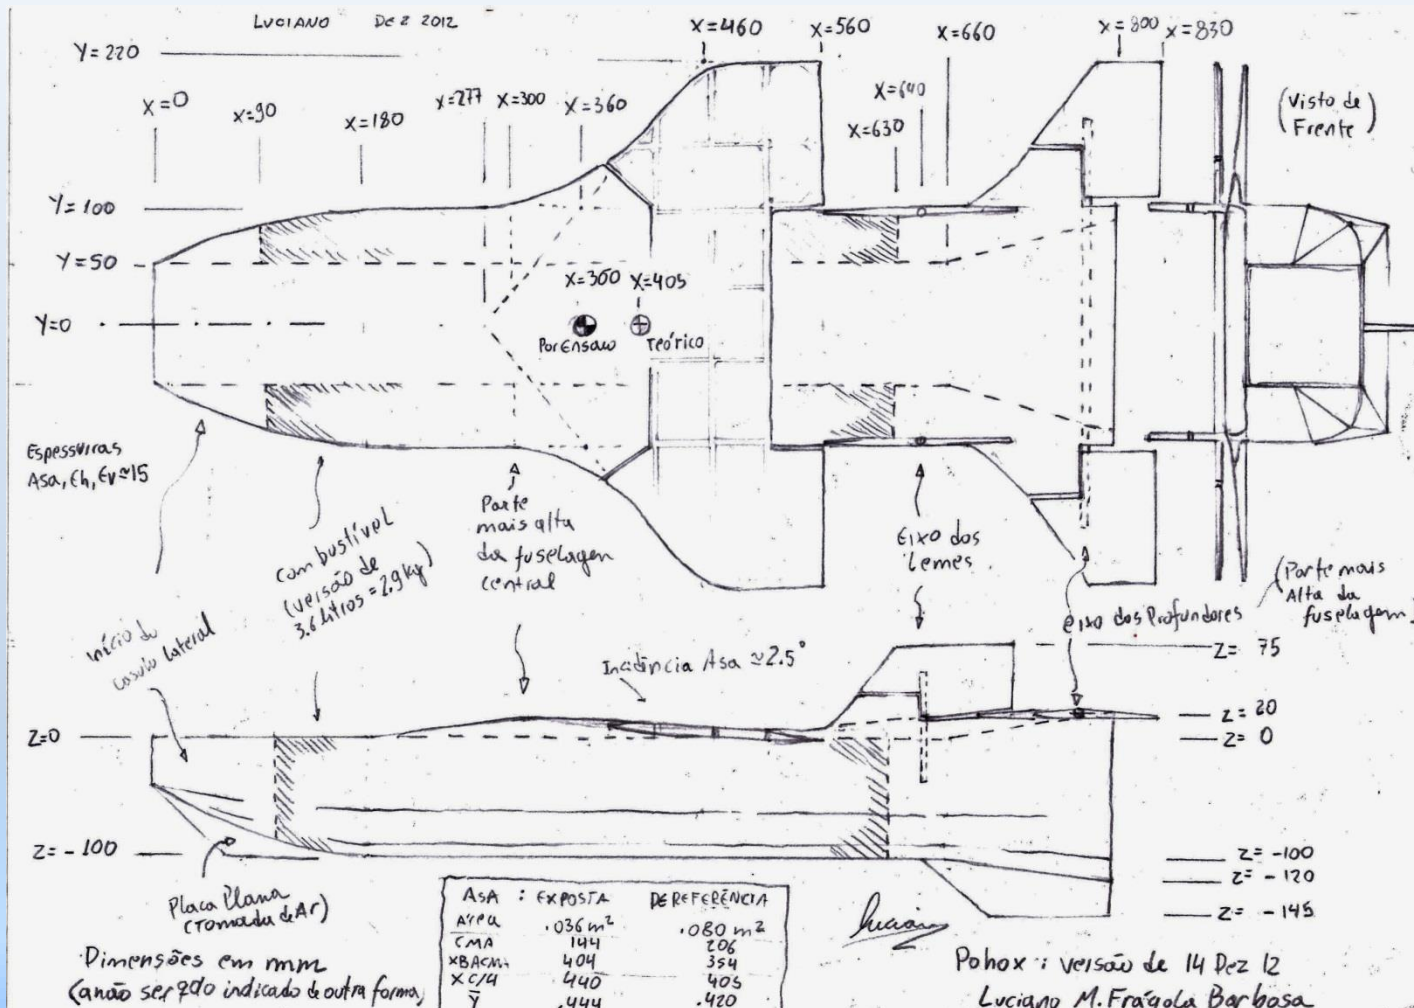 LUCIANO DEZ 2012
X=460
X=560
X=660
X=800
X=830
Y=220
X=0
X=90
X=180
X=277
X=300
X=360
X=640
X=630
(Visto de
Frente)
Y=100
Y=50
X=360
X=405
Y=0
Por Ensaio
Teórico
Espessuras
Asa, Eh, Ev≃15
combustível
(versão de
3.6 litros = 2.9 kg)
Parte
mais alta
da fuselagem
central
Eixo dos
lemes
(Parte mais
Alta da
fuselagem)
Eixo dos Profundores
início do
casulo lateral
Incidência Asa ≃2.5°
Z= 75
Z= 20
Z= 0
Z=0
Z= -100
Z= -100
Z= -120
Z= -145
Placa Plana
(Tomada de Ar)
ASA : EXPOSTA DE REFERÊNCIA
Área .036 m² .080 m²
CMA 144 206
XBACMA 404 354
X C/4 440 405
Ȳ .444 .420
Dimensões em mm
(a não ser qdo indicado de outra forma)
Luciano
Pohox : versão de 14 Dez 12
Luciano M. Frágola Barbosa